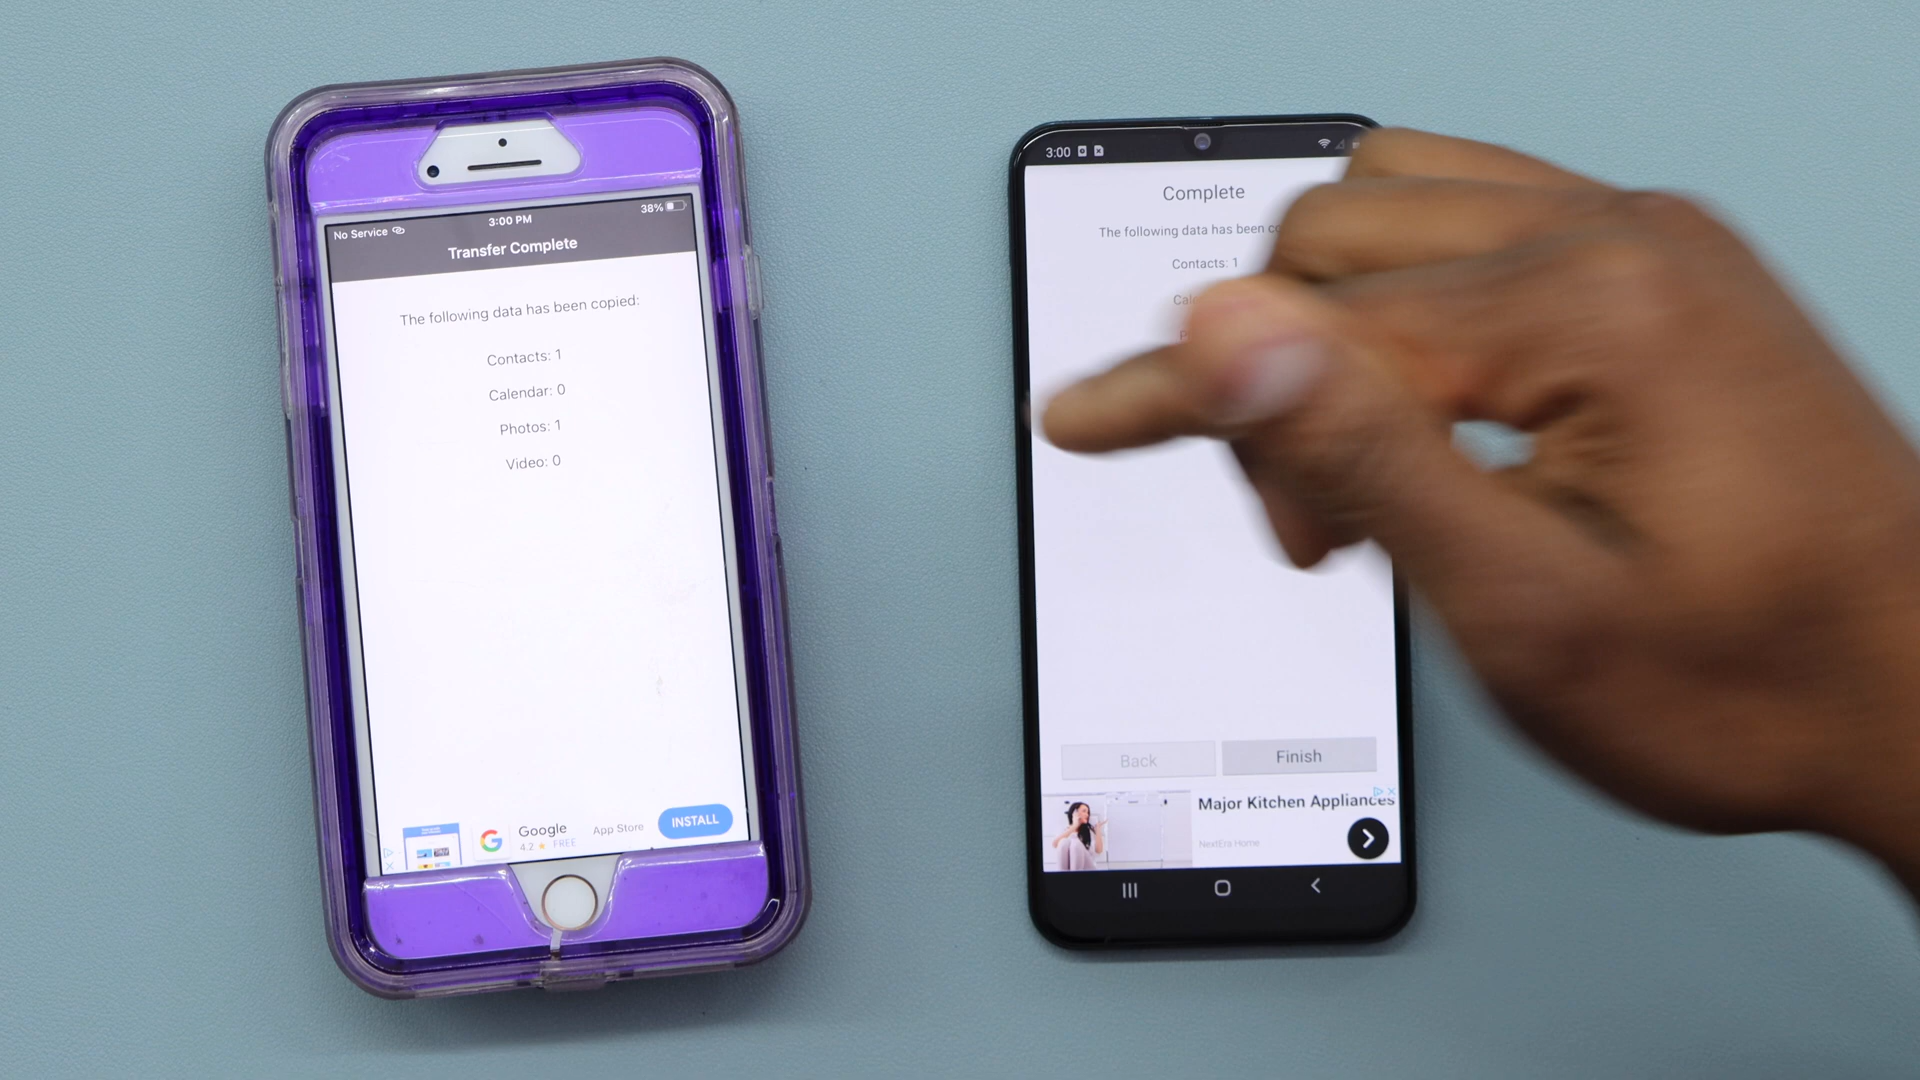 No Service
3:00 PM
38%
Transfer Complete
The following data has been copied:
Contacts: 1
Calendar: 0
Photos: 1
Video: 0
Google
4.2 ★ FREE
App Store
INSTALL
3:00
Complete
The following data has been
Contacts: 1
Back
Finish
Major Kitchen Appliances
NextEra Home